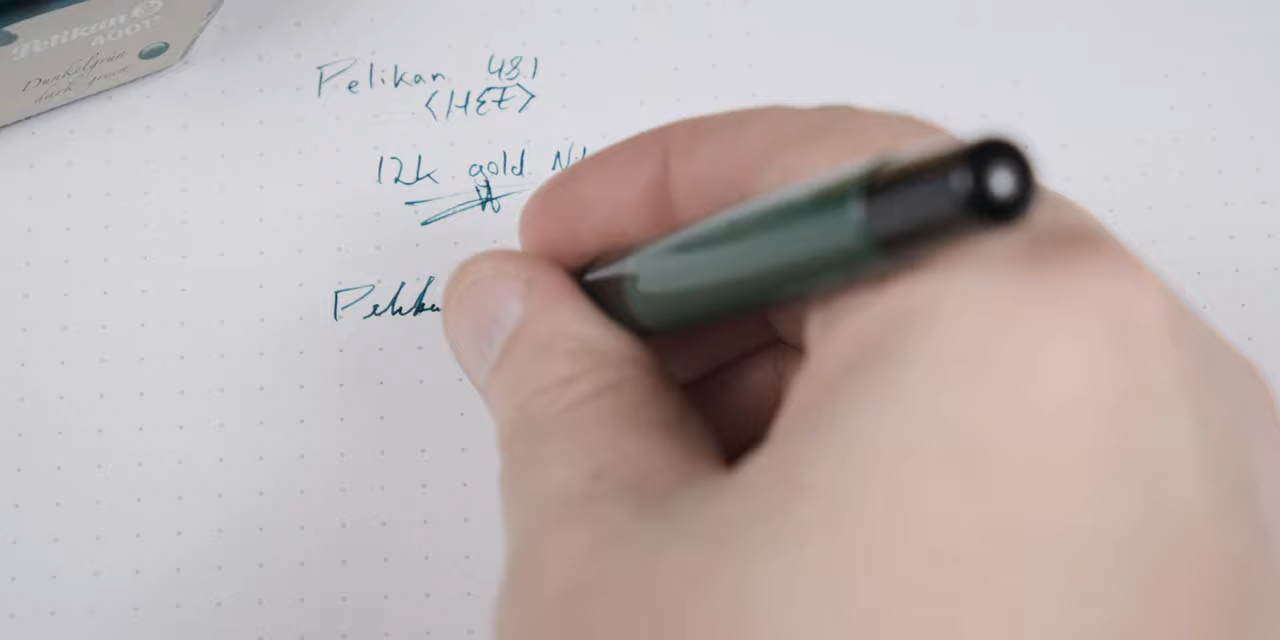 Pelikan
4001
Dunkelgrün
dark-green
Pelikan 481
<HEF>
12k gold